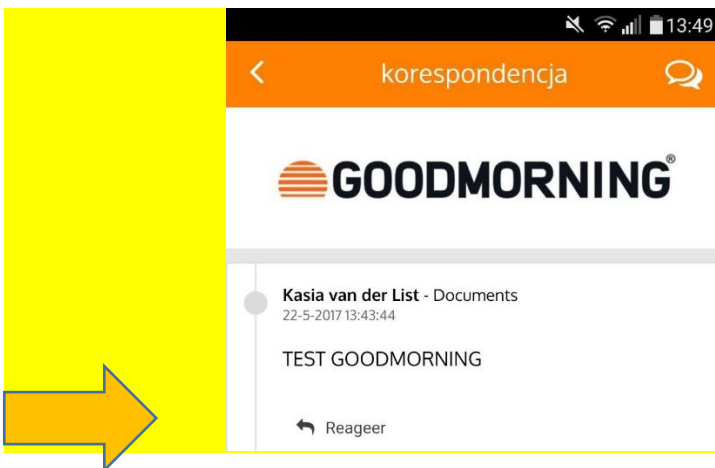 13:49
korespondencja
GOODMORNING®
Kasia van der List - Documents
22-5-2017 13:43:44
TEST GOODMORNING
Reageer